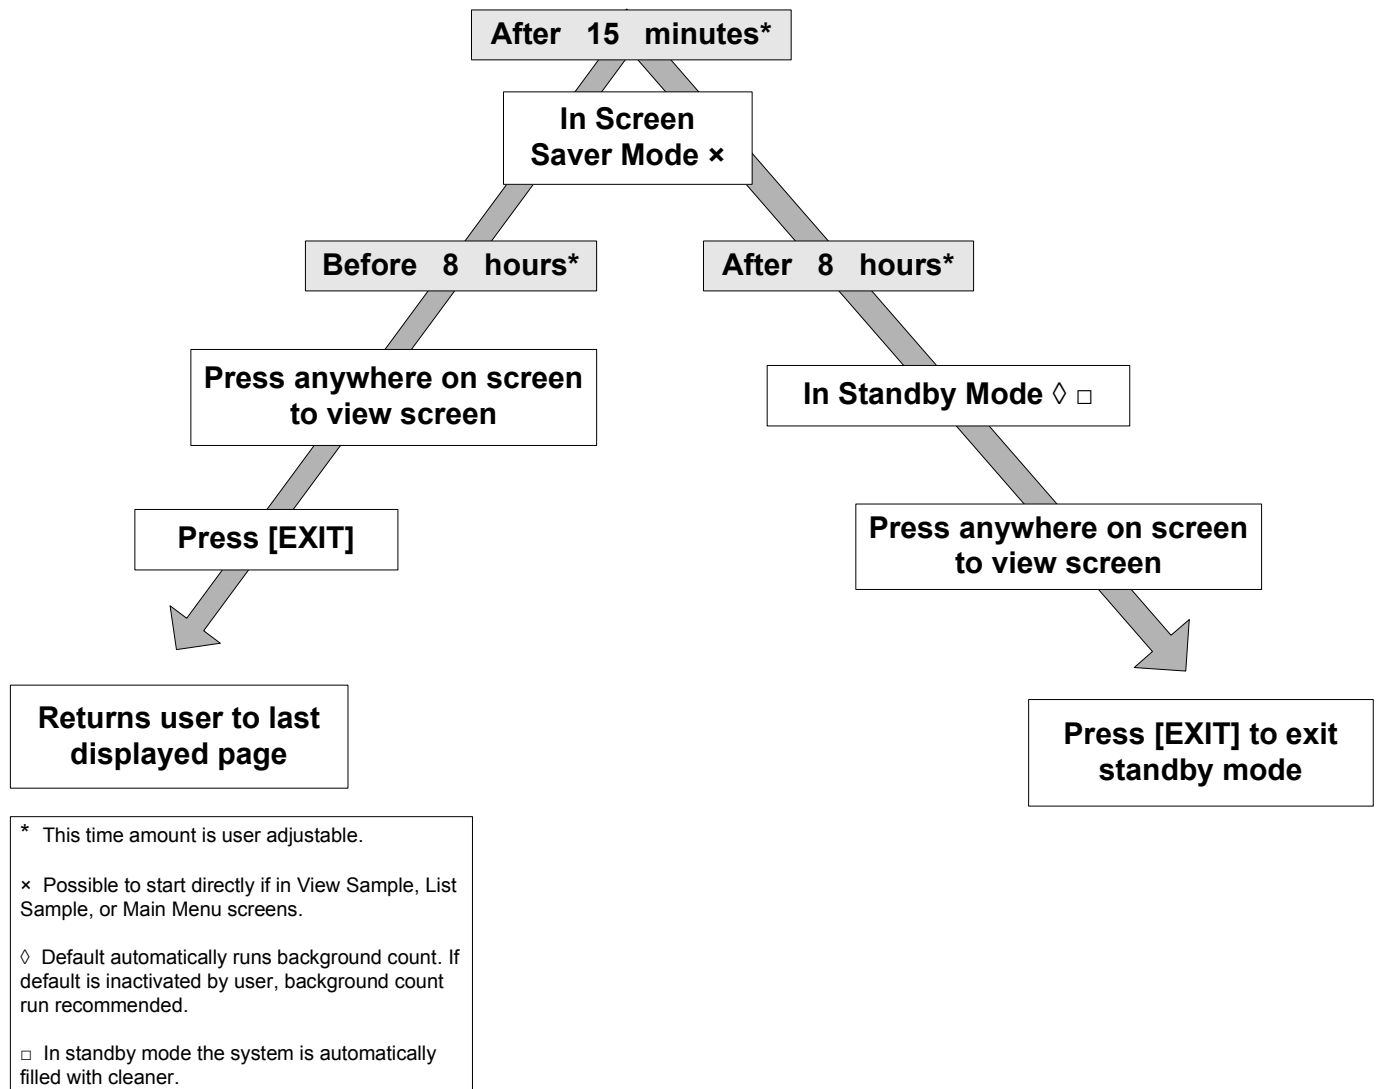 After 15 minutes*
In Screen
Saver Mode ×
Before 8 hours*
After 8 hours*
Press anywhere on screen
to view screen
In Standby Mode ◊ □
Press [EXIT]
Press anywhere on screen
to view screen
Returns user to last
displayed page
Press [EXIT] to exit
standby mode
* This time amount is user adjustable.
× Possible to start directly if in View Sample, List
Sample, or Main Menu screens.
◊ Default automatically runs background count. If
default is inactivated by user, background count
run recommended.
□ In standby mode the system is automatically
filled with cleaner.